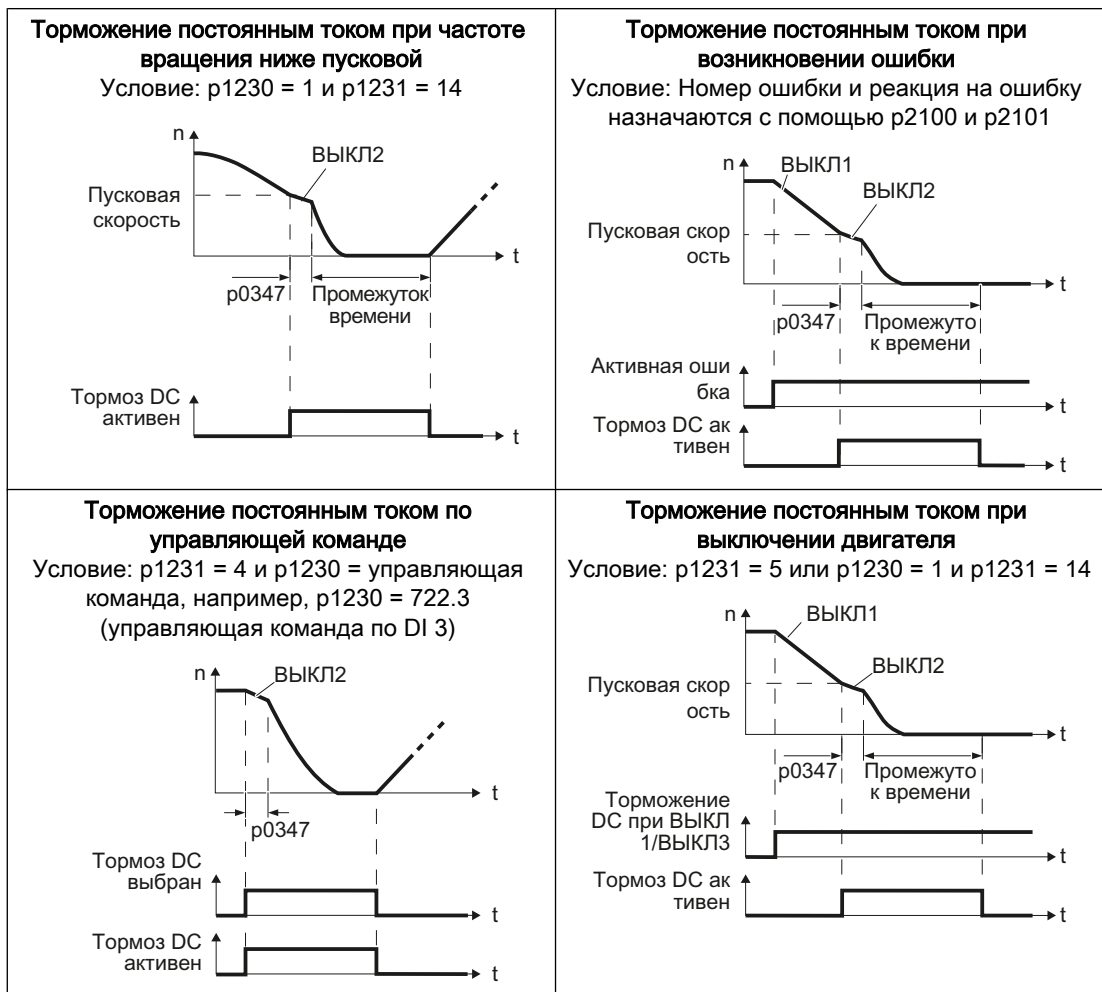 Торможение постоянным током при частоте
вращения ниже пусковой
Условие: p1230 = 1 и p1231 = 14
n
ВЫКЛ2
Пусковая
скорость
t
p0347
Промежуток
времени
Тормоз DC
активен
t
Торможение постоянным током при
возникновении ошибки
Условие: Номер ошибки и реакция на ошибку
назначаются с помощью p2100 и p2101
n
ВЫКЛ1
ВЫКЛ2
Пусковая скор
ость
t
p0347
Промежуто
к времени
Активная оши
бка
t
Тормоз DC ак
тивен
t
Торможение постоянным током по
управляющей команде
Условие: p1231 = 4 и p1230 = управляющая
команда, например, p1230 = 722.3
(управляющая команда по DI 3)
n
ВЫКЛ2
t
p0347
Тормоз DC
выбран
t
Тормоз DC
активен
t
Торможение постоянным током при
выключении двигателя
Условие: p1231 = 5 или p1230 = 1 и p1231 = 14
n
ВЫКЛ1
ВЫКЛ2
Пусковая скор
ость
t
p0347
Промежуто
к времени
Торможение
DC при ВЫКЛ
1/ВЫКЛ3
t
Тормоз DC ак
тивен
t